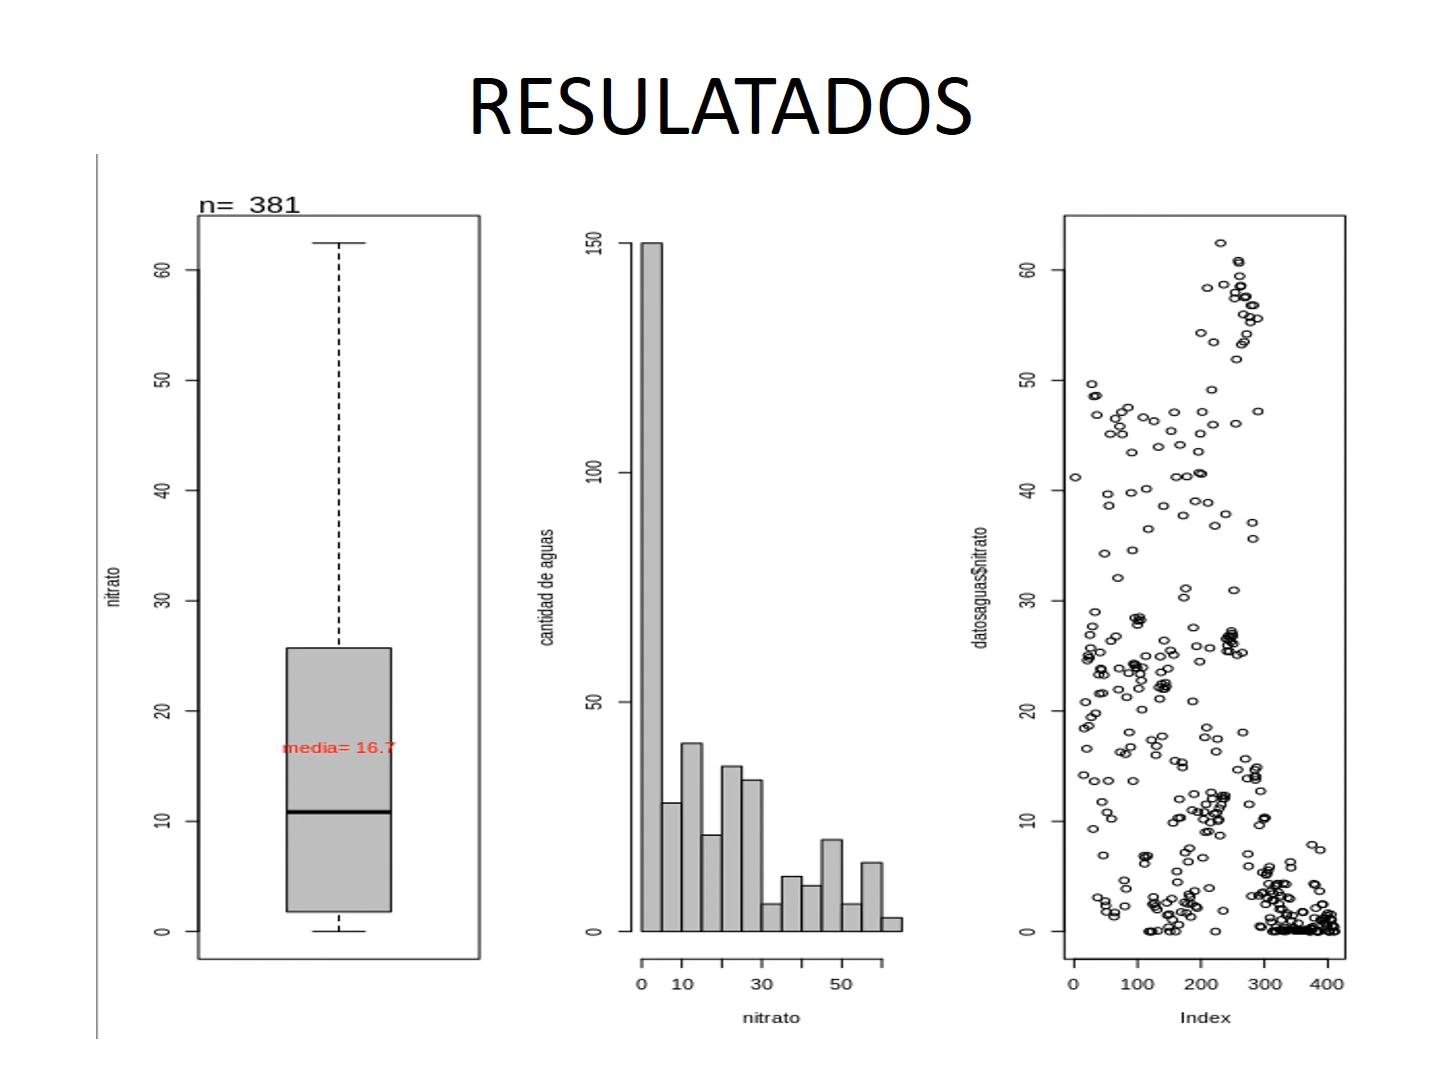 RESULATADOS
n= 381
nitrato
0
10
20
30
40
50
60
media= 16.7
cantidad de aguas
0
50
100
150
0 10 30 50
nitrato
datosaguas$nitrato
0
10
20
30
40
50
60
0 100 200 300 400
Index